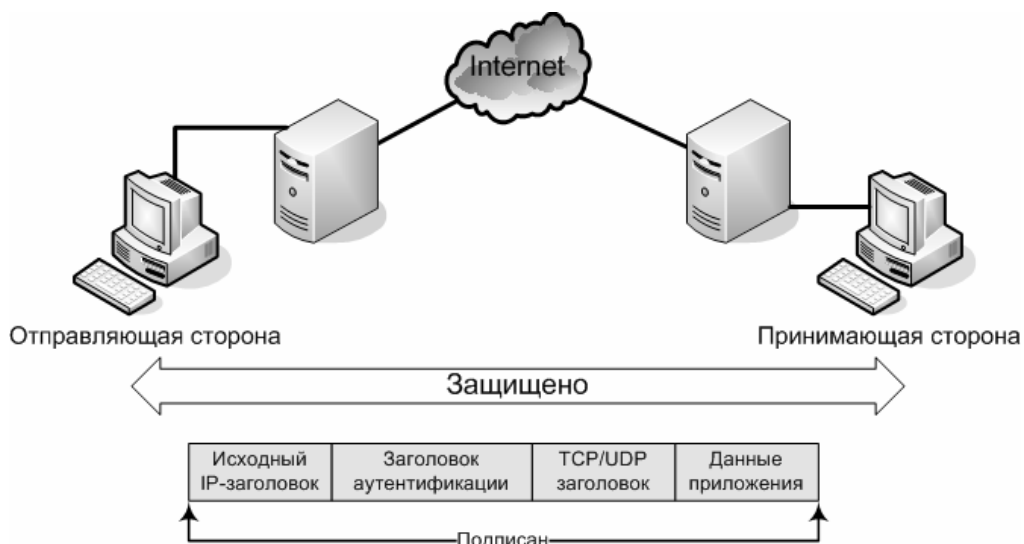 Internet
Отправляющая сторона
Принимающая сторона
Защищено
Исходный
IP-заголовок
Заголовок
аутентификации
TCP/UDP
заголовок
Данные
приложения
Подписан